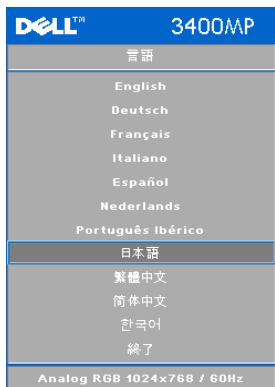 DELL™ 3400MP
言語
English
Deutsch
Français
Italiano
Español
Nederlands
Português Ibérico
日本語
繁體中文
简体中文
한국어
終了
Analog RGB 1024x768 / 60Hz